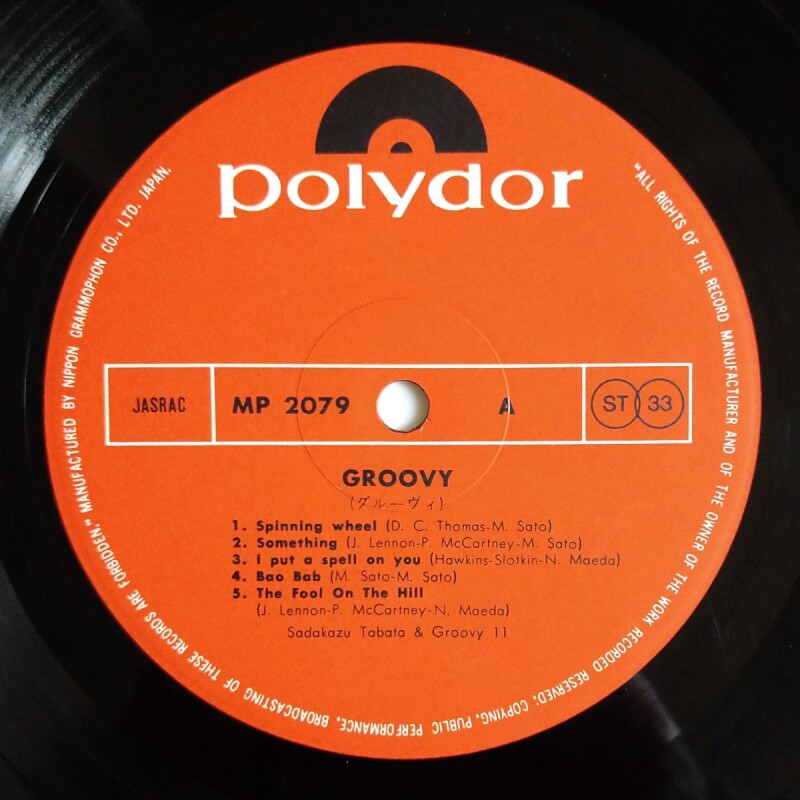 polydor
JASRAC
MP 2079
A
ST 33
GROOVY
(グルーヴィ)
1. Spinning wheel (D. C. Thomas-M. Sato)
2. Something (J. Lennon-P. McCartney-M. Sato)
3. I put a spell on you (Hawkins-Slotkin-N. Maeda)
4. Bao Bab (M. Sato-M. Sato)
5. The Fool On The Hill
(J. Lennon-P. McCartney-N. Maeda)
Sadakazu Tabata & Groovy 11
"ALL RIGHTS OF THE RECORD MANUFACTURER AND OF THE OWNER OF THE WORK RECORDED RESERVED; COPYING, PUBLIC PERFORMANCE, BROADCASTING OF THESE RECORDS ARE FORBIDDEN," MANUFACTURED BY NIPPON GRAMMOPHON CO., LTD. JAPAN.